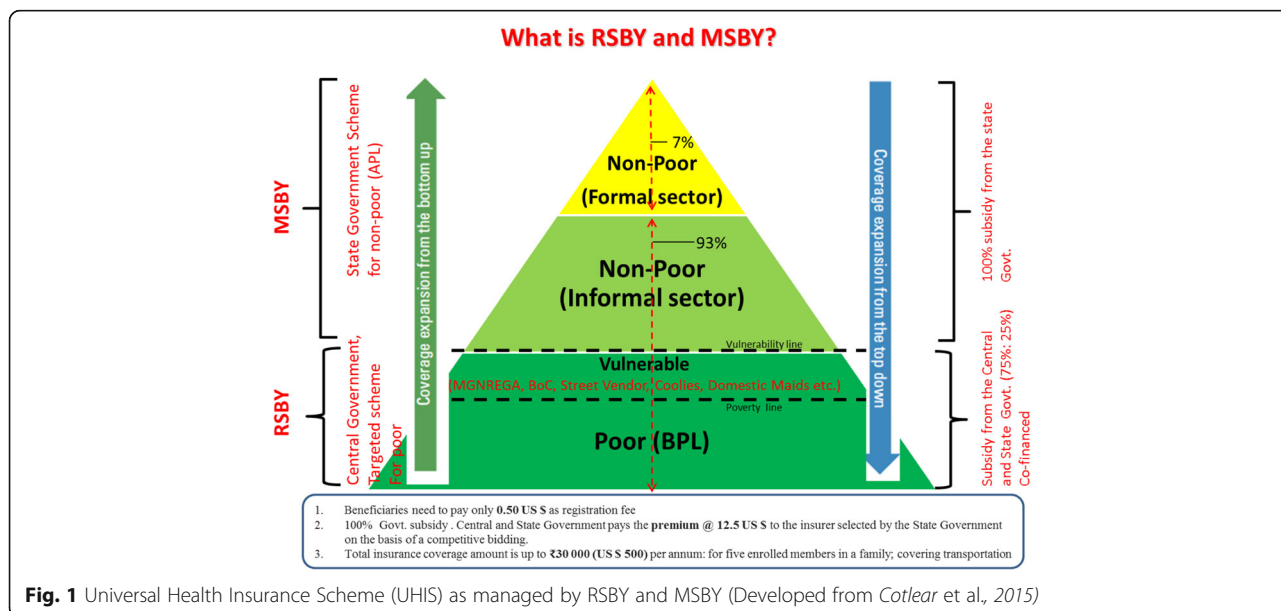 What is RSBY and MSBY?
MSBY
State Government Scheme
for non-poor (APL)
RSBY
Central Government,
Targeted scheme
For poor
Coverage expansion from the bottom up
7%
Non-Poor
(Formal sector)
93%
Non-Poor
(Informal sector)
Vulnerability line
Vulnerable
(MGNREGA, BoC, Street Vendor, Coolies, Domestic Maids etc.)
Poverty line
Poor (BPL)
Coverage expansion from the top down
100% subsidy from the state
Govt.
Subsidy from the Central
and State Govt. (75%; 25%)
Co-financed
1. Beneficiaries need to pay only 0.50 US $ as registration fee
2. 100% Govt. subsidy . Central and State Government pays the premium @ 12.5 US $ to the insurer selected by the State Government
on the basis of a competitive bidding.
3. Total insurance coverage amount is up to ₹30 000 (US $ 500) per annum: for five enrolled members in a family; covering transportation
Fig. 1 Universal Health Insurance Scheme (UHIS) as managed by RSBY and MSBY (Developed from Cotlear et al., 2015)